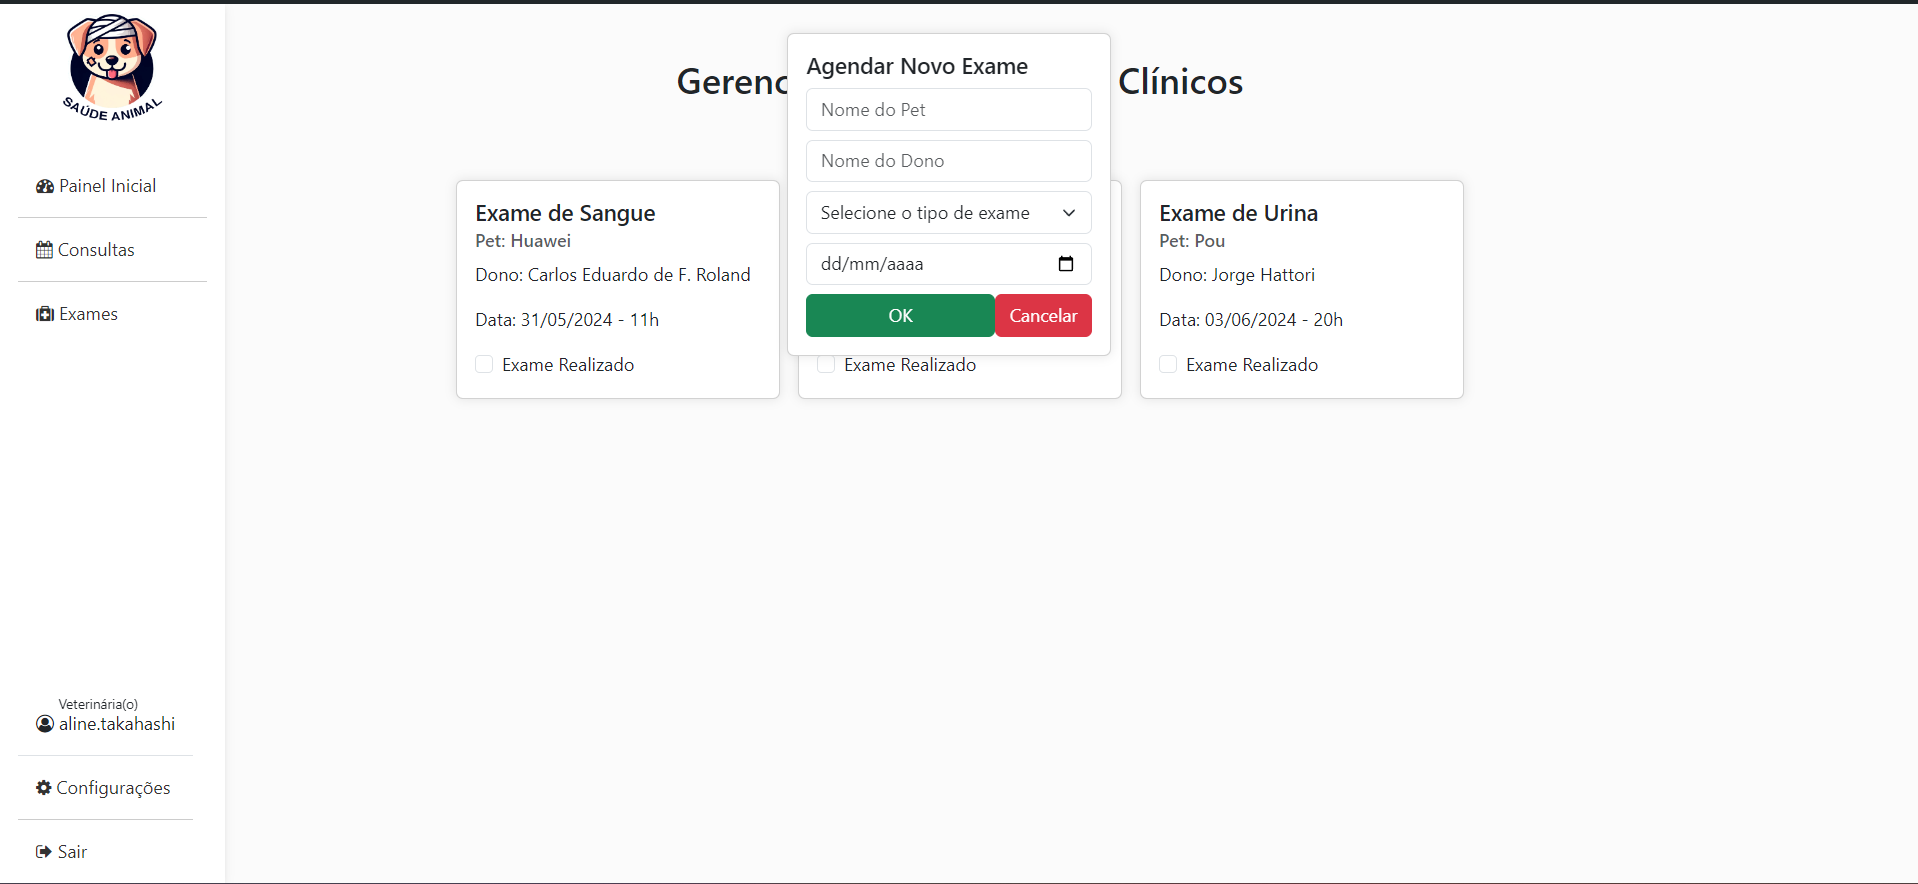 SAÚDE ANIMAL
Painel Inicial
Consultas
Exames
Veterinária(o)
aline.takahashi
Configurações
Sair
Gerenc
Clínicos
Agendar Novo Exame
Nome do Pet
Nome do Dono
Selecione o tipo de exame
dd/mm/aaaa
OK
Cancelar
Exame de Sangue
Pet: Huawei
Dono: Carlos Eduardo de F. Roland
Data: 31/05/2024 - 11h
Exame Realizado
Exame Realizado
Exame de Urina
Pet: Pou
Dono: Jorge Hattori
Data: 03/06/2024 - 20h
Exame Realizado